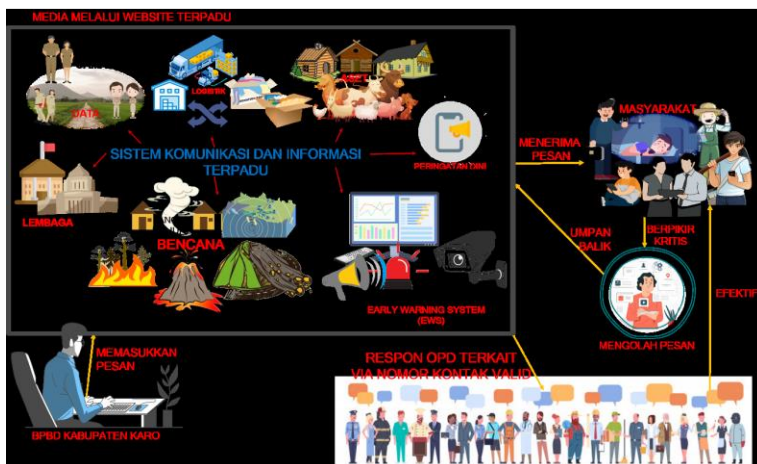 MEDIA MELALUI WEBSITE TERPADU
LOGISTIK
ASET
DATA
MASYARAKAT
SISTEM KOMUNIKASI DAN INFORMASI
TERPADU
PERINGATAN DINI
MENERIMA
PESAN
LEMBAGA
BENCANA
UMPAN
BALIK
BERPIKIR
KRITIS
EFEKTIF
EARLY WARNING SYSTEM
(EWS)
MENGOLAH PESAN
MEMASUKKAN
PESAN
RESPON OPD TERKAIT
VIA NOMOR KONTAK VALID
BPBD KABUPATEN KARO